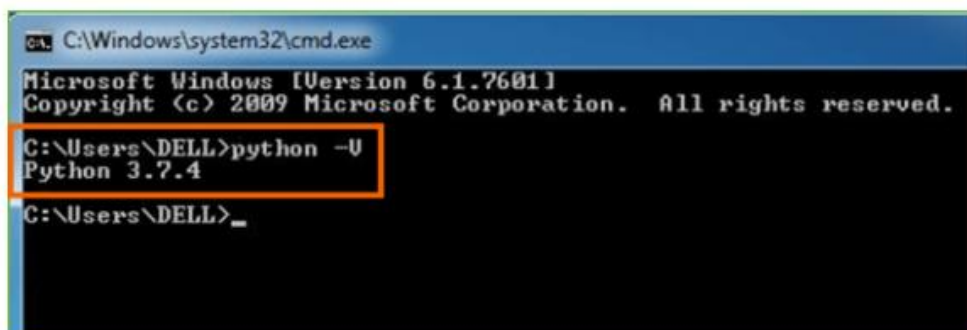 C:\Windows\system32\cmd.exe
Microsoft Windows [Version 6.1.7601]
Copyright (c) 2009 Microsoft Corporation.  All rights reserved.
C:\Users\DELL>python -V
Python 3.7.4
C:\Users\DELL>_